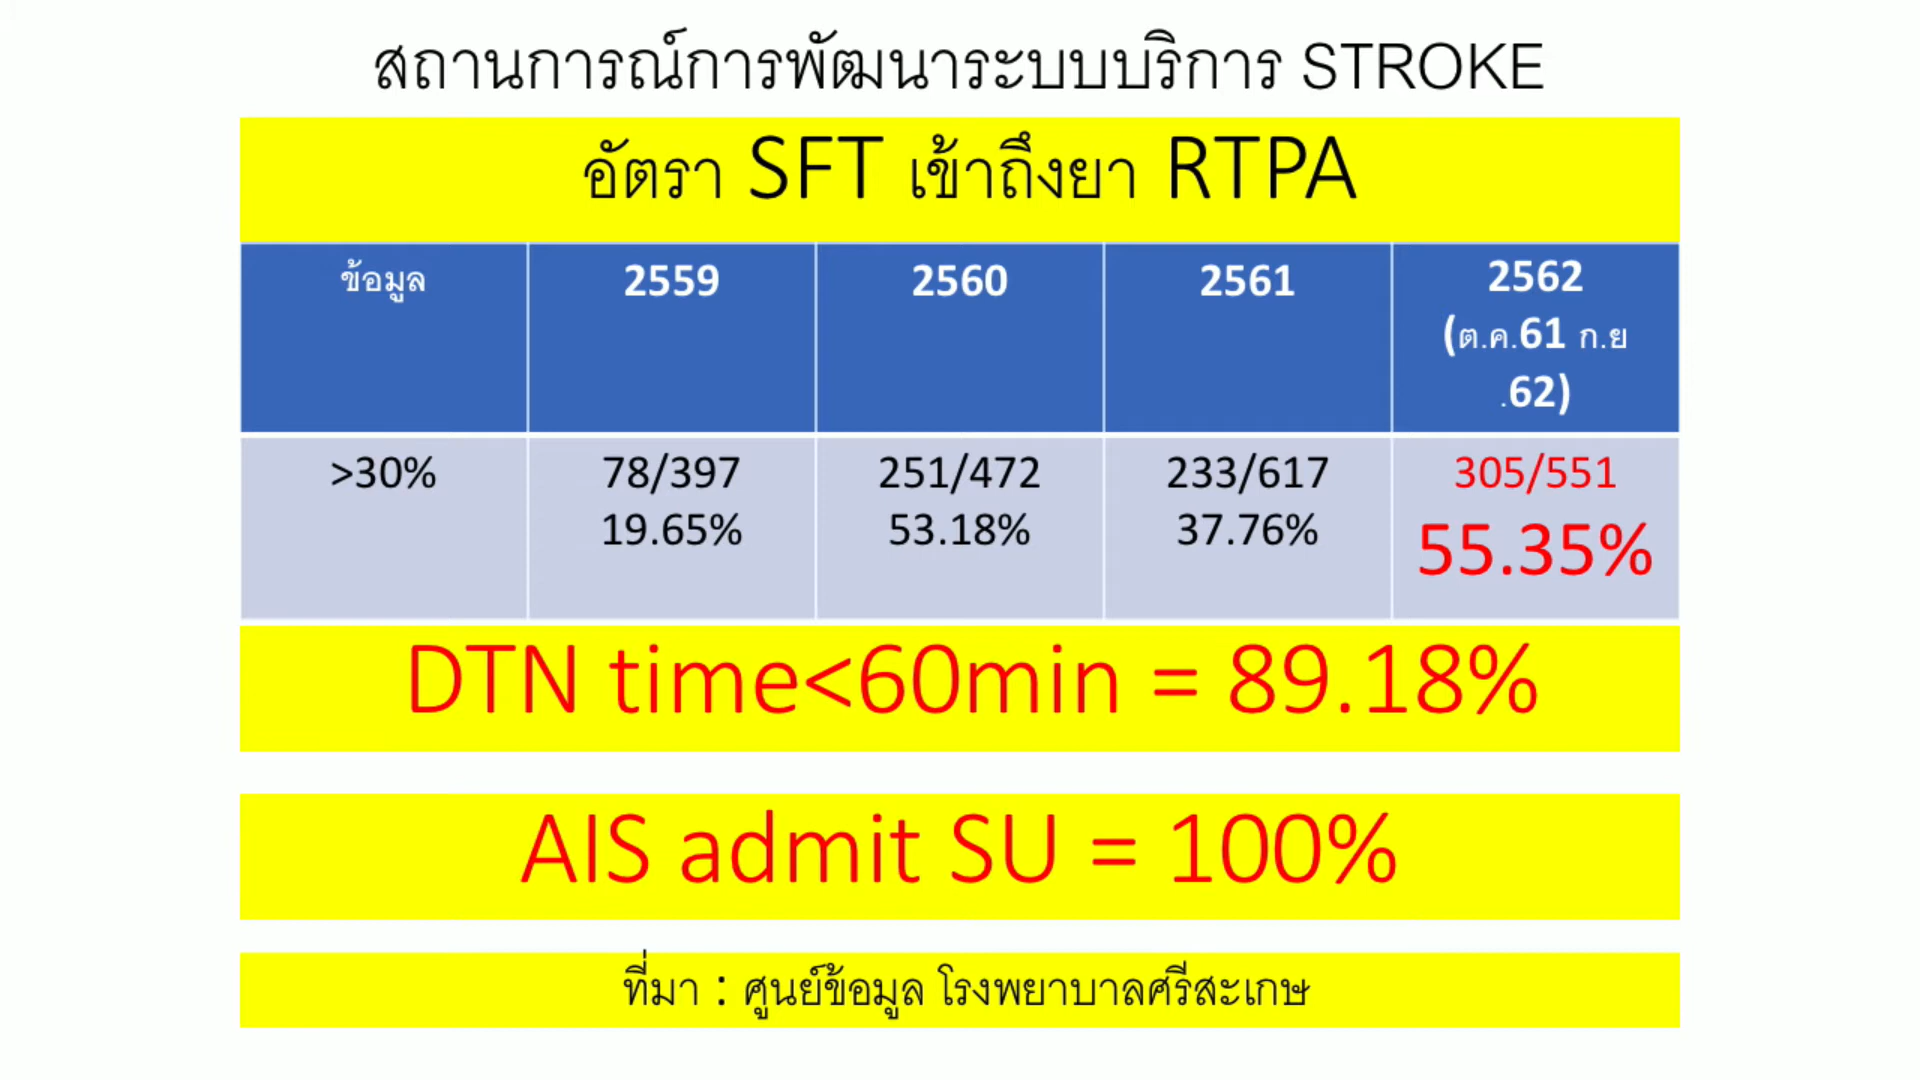 สถานการณ์การพัฒนาระบบบริการ STROKE
อัตรา SFT เข้าถึงยา RTPA
ข้อมูล 2559 2560 2561 2562
(ต.ค.61 ก.ย
.62)
>30% 78/397 251/472 233/617 305/551
19.65% 53.18% 37.76% 55.35%
DTN time<60min = 89.18%
AIS admit SU = 100%
ที่มา : ศูนย์ข้อมูล โรงพยาบาลศรีสะเกษ